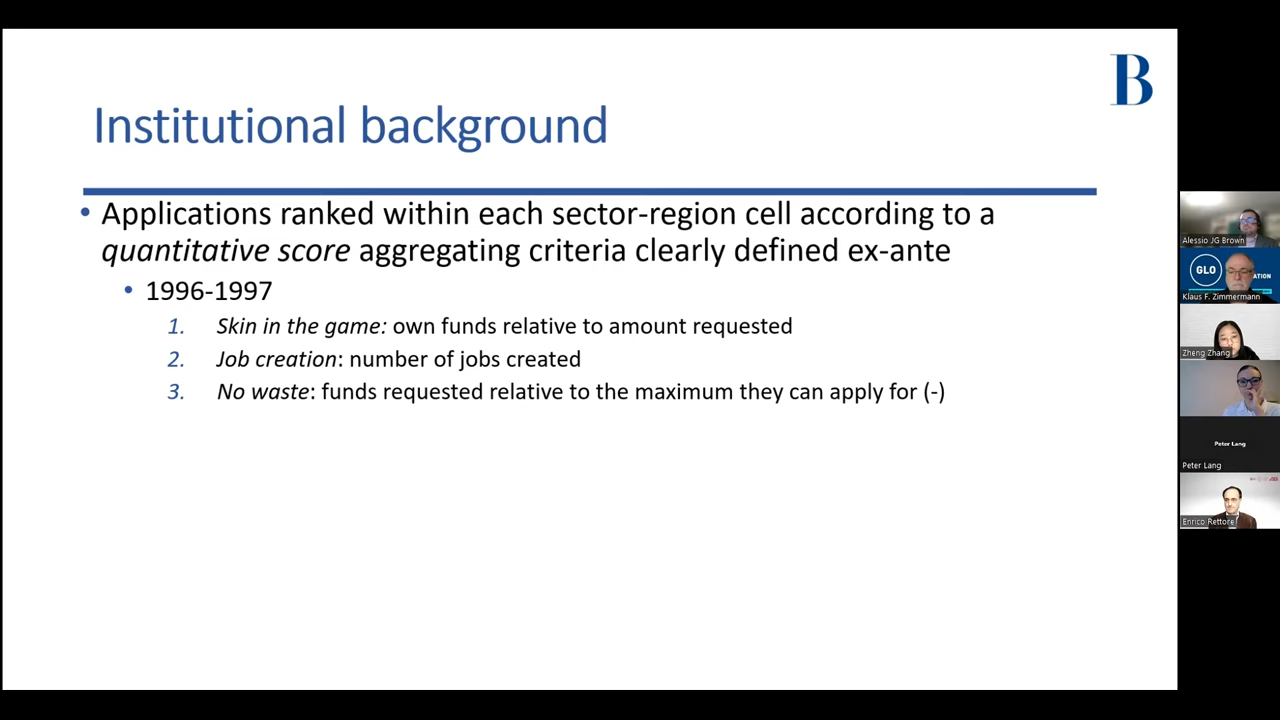 B
Institutional background
• Applications ranked within each sector-region cell according to a
quantitative score aggregating criteria clearly defined ex-ante
• 1996-1997
1. Skin in the game: own funds relative to amount requested
2. Job creation: number of jobs created
3. No waste: funds requested relative to the maximum they can apply for (-)
Alessio JG Brown
GLO
ATION
Klaus F. Zimmermann
Zheng Zhang
Peter Lang
Peter Lang
Enrico Rettore